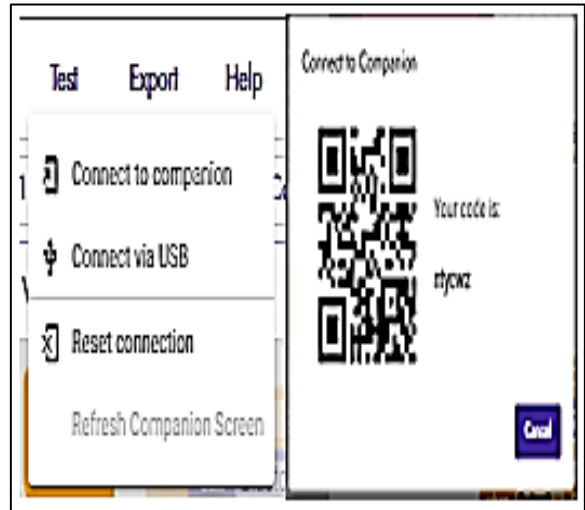 Test Export Help
Connect to companion
Connect via USB
Reset connection
Refresh Companion Screen
Connect to Companion
Your code is:
Cancel